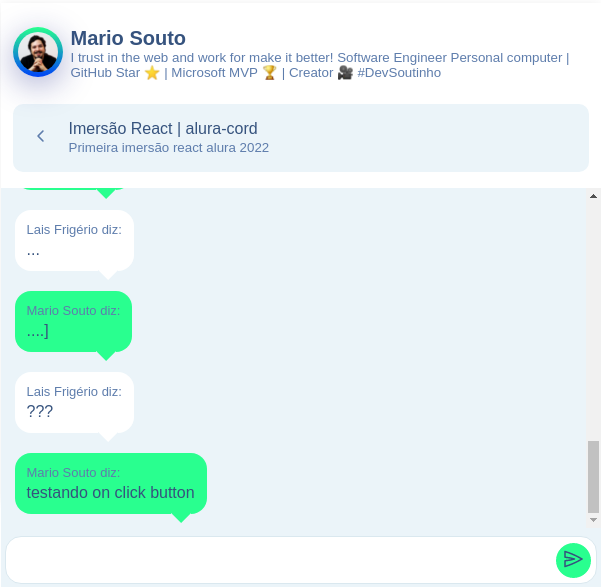 Mario Souto
I trust in the web and work for make it better! Software Engineer Personal computer |
GitHub Star ⭐ | Microsoft MVP 🏆 | Creator 🎥 #DevSoutinho
Imersão React | alura-cord
Primeira imersão react alura 2022
Lais Frigério diz:
...
Mario Souto diz:
....]
Lais Frigério diz:
???
Mario Souto diz:
testando on click button